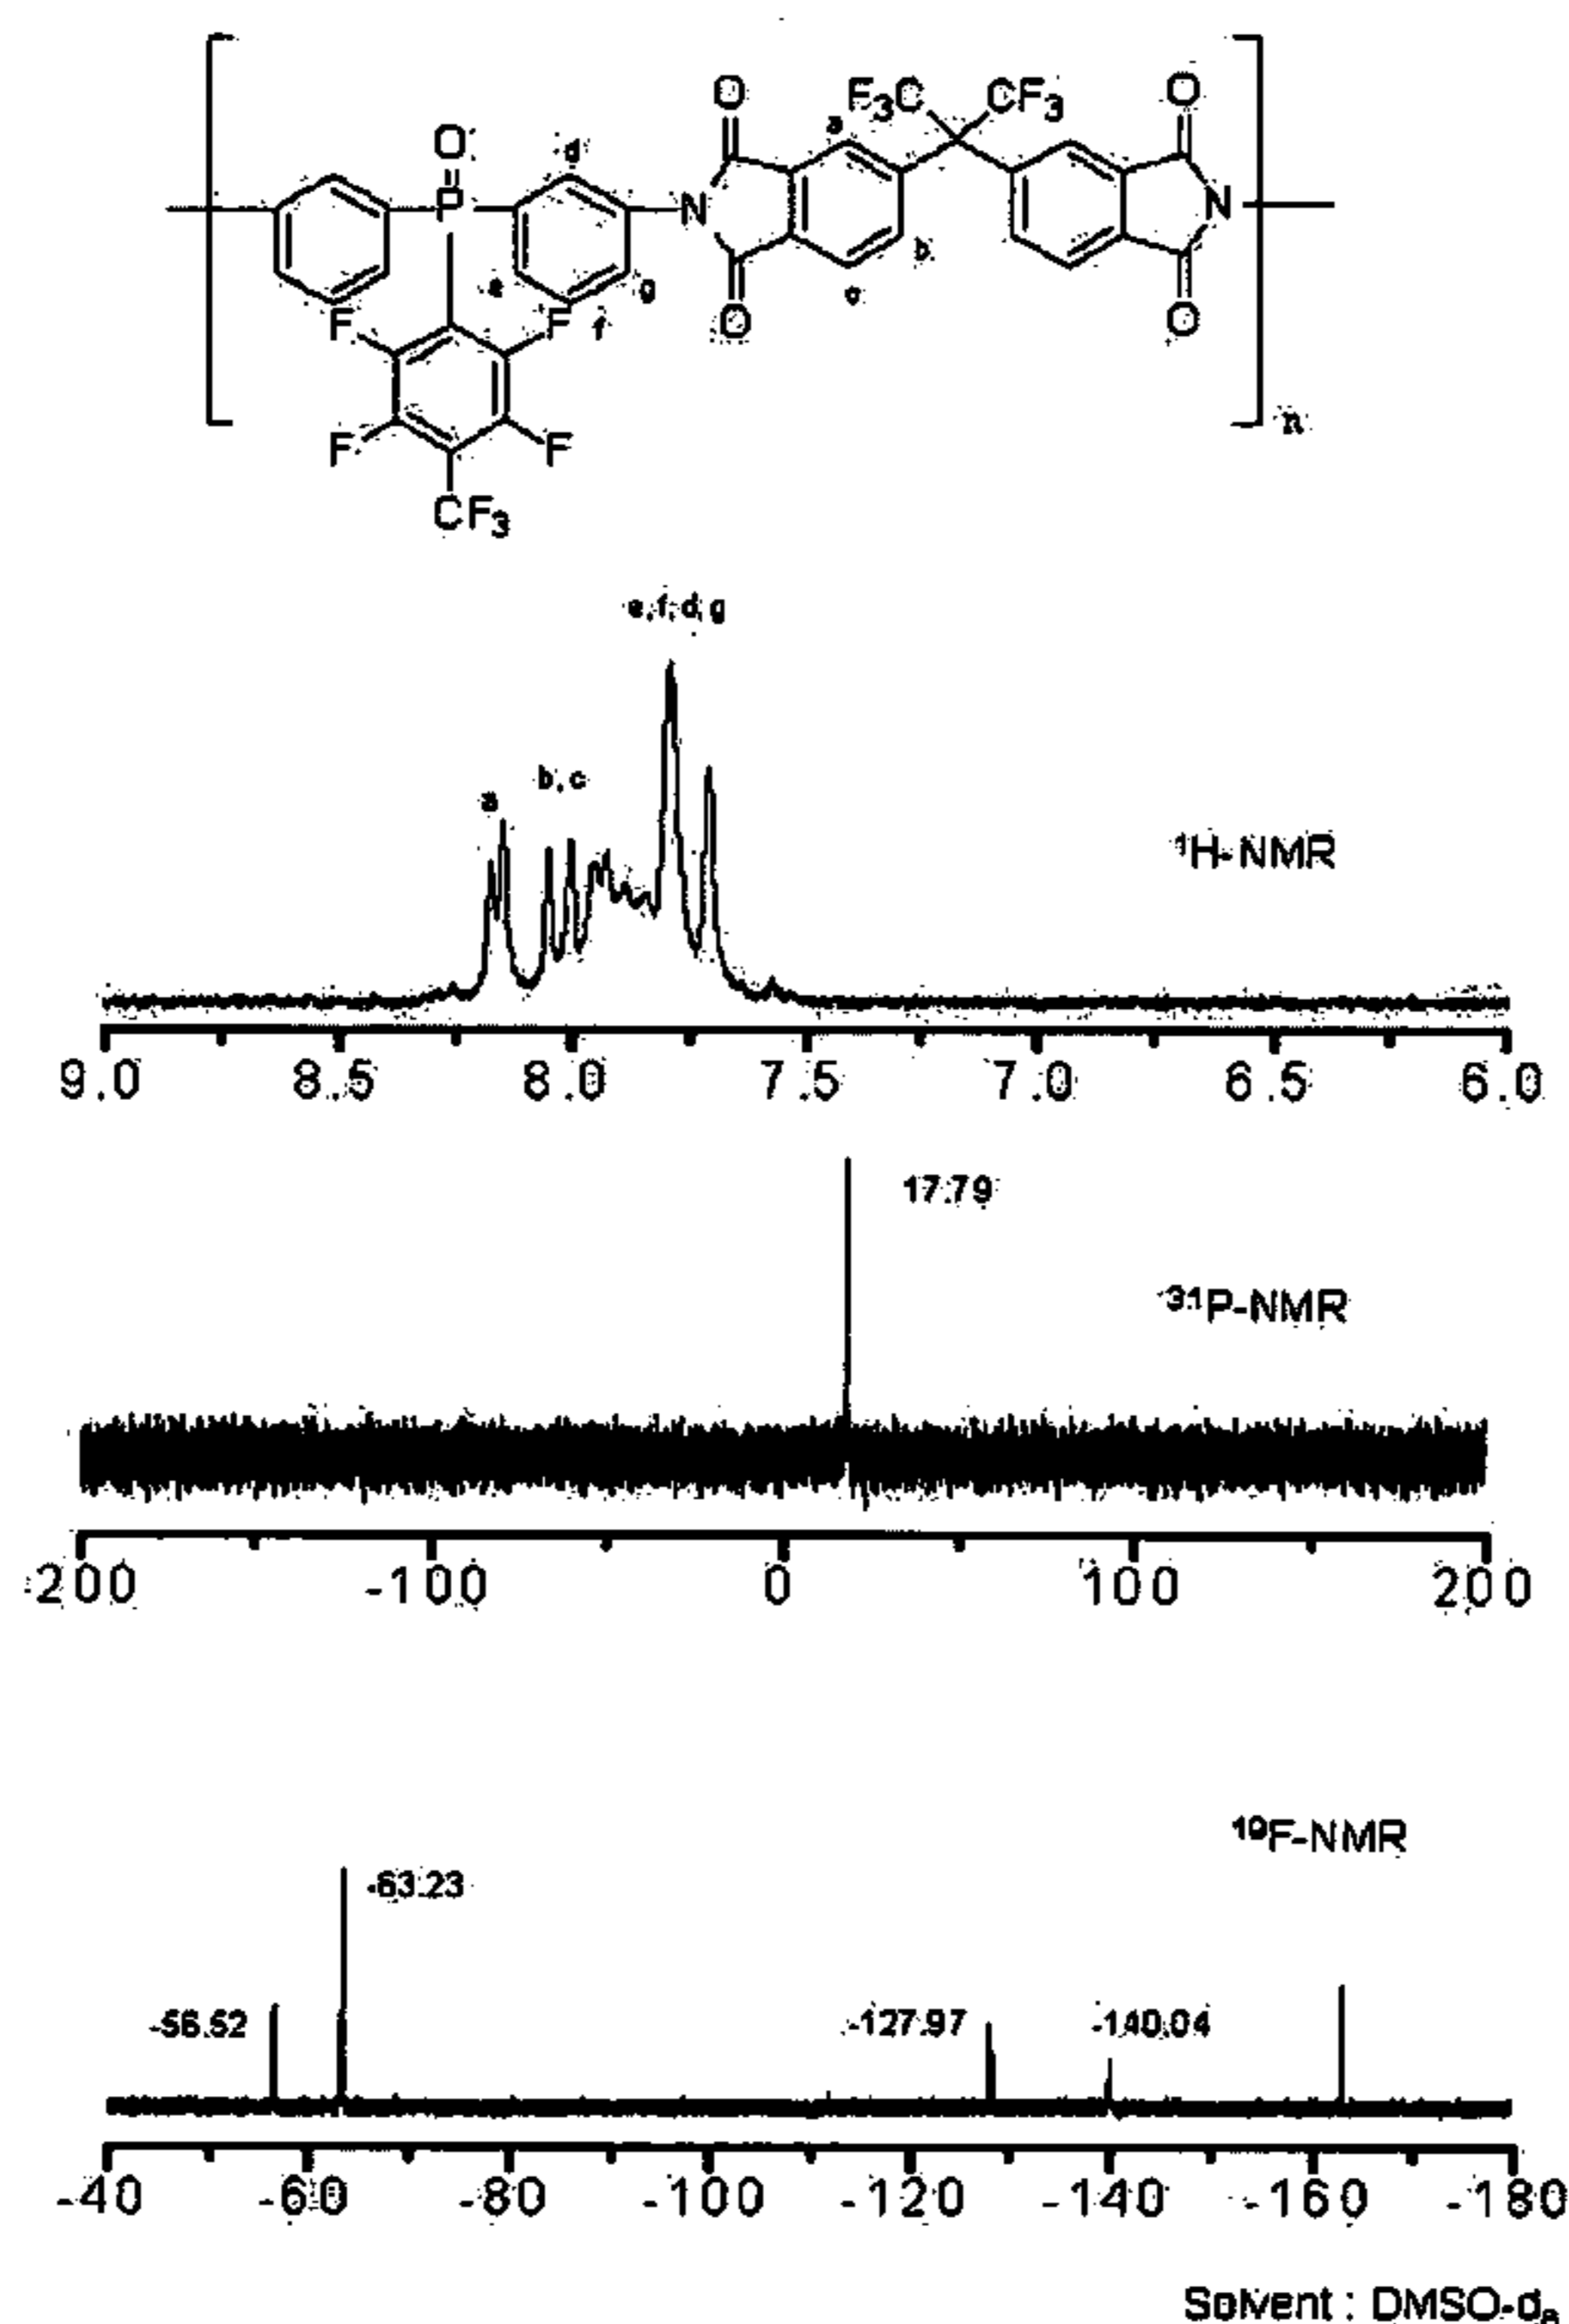 O F₃C CF₃ O
a
O d
P N N
b
e g c
F F f O O
F F n
CF₃
e,f,d,g
b,c
a
¹H-NMR
9.0 8.5 8.0 7.5 7.0 6.5 6.0
17.79
³¹P-NMR
-200 -100 0 100 200
¹⁹F-NMR
-63.23
-56.52 -127.97 -140.04
-40 -60 -80 -100 -120 -140 -160 -180
Solvent : DMSO-d₆